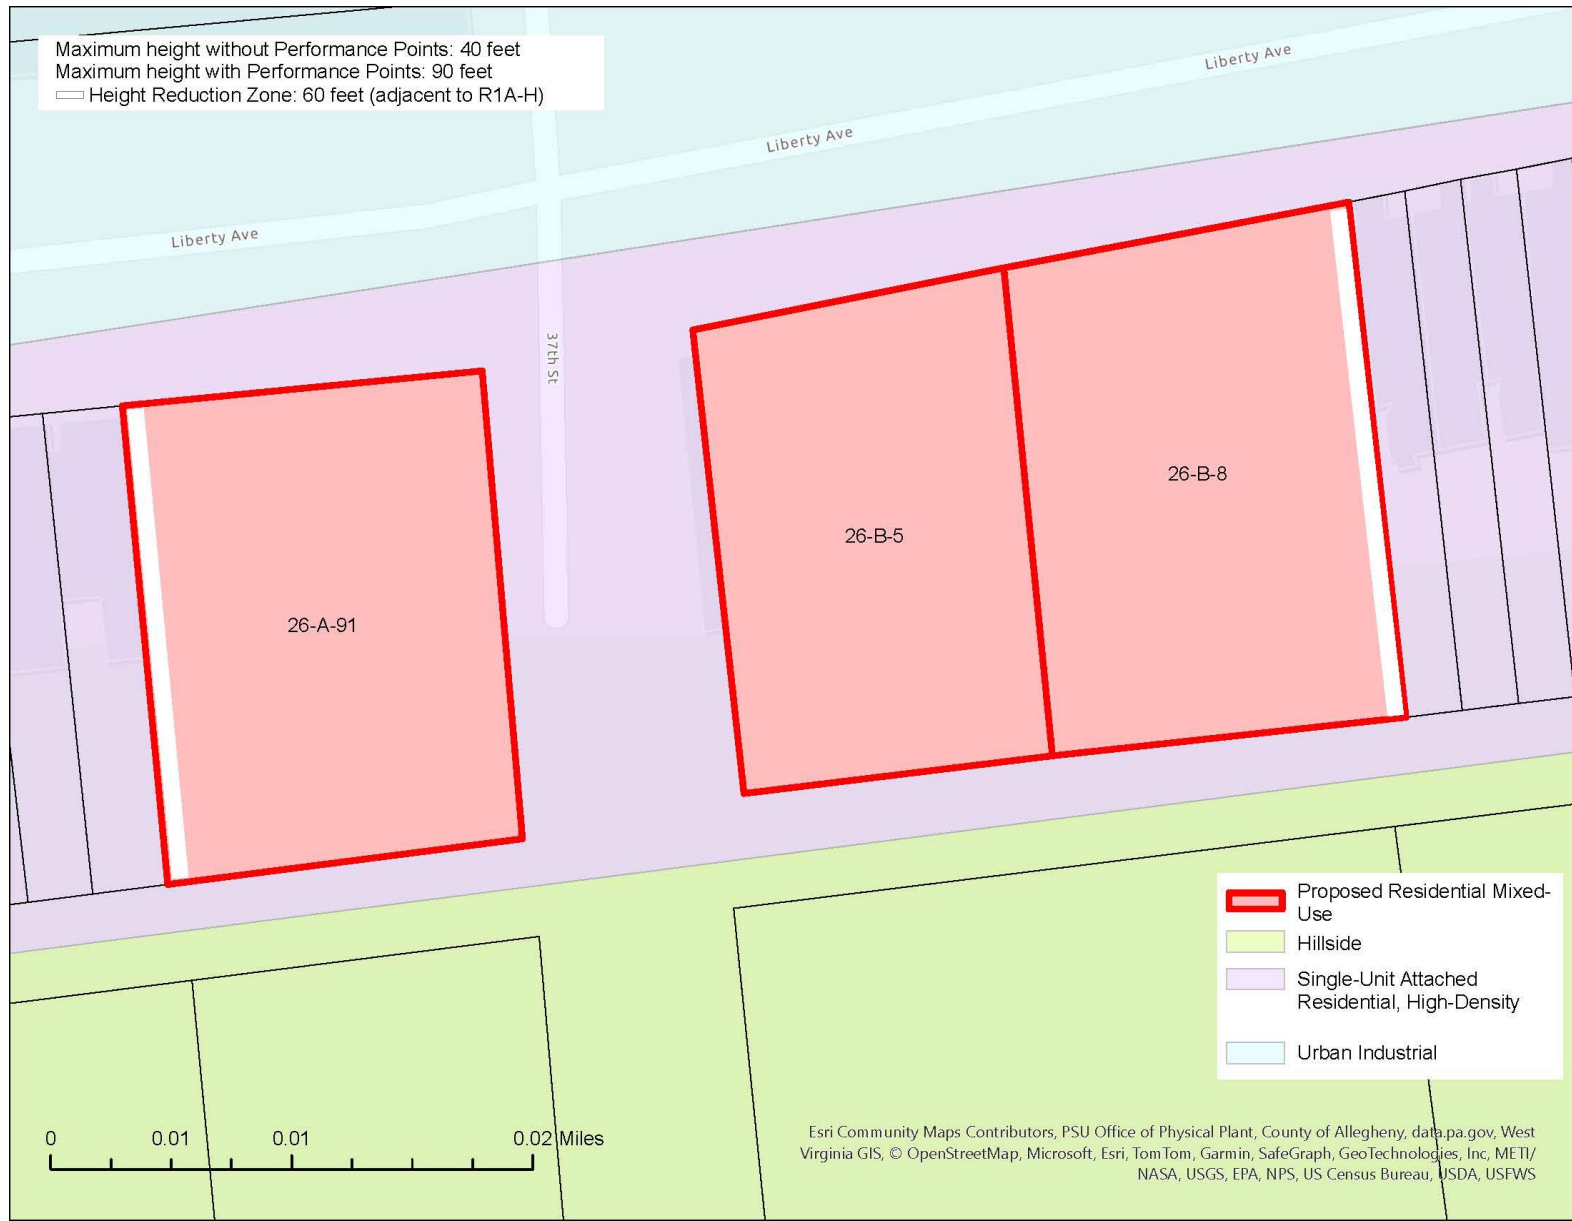 Maximum height without Performance Points: 40 feet
Maximum height with Performance Points: 90 feet
Height Reduction Zone: 60 feet (adjacent to R1A-H)
Liberty Ave
Liberty Ave
Liberty Ave
37th St
26-B-8
26-B-5
26-A-91
Proposed Residential Mixed-
Use
Hillside
Single-Unit Attached
Residential, High-Density
Urban Industrial
0 0.01 0.01 0.02 Miles
Esri Community Maps Contributors, PSU Office of Physical Plant, County of Allegheny, data.pa.gov, West
Virginia GIS, © OpenStreetMap, Microsoft, Esri, TomTom, Garmin, SafeGraph, GeoTechnologies, Inc, METI/
NASA, USGS, EPA, NPS, US Census Bureau, USDA, USFWS